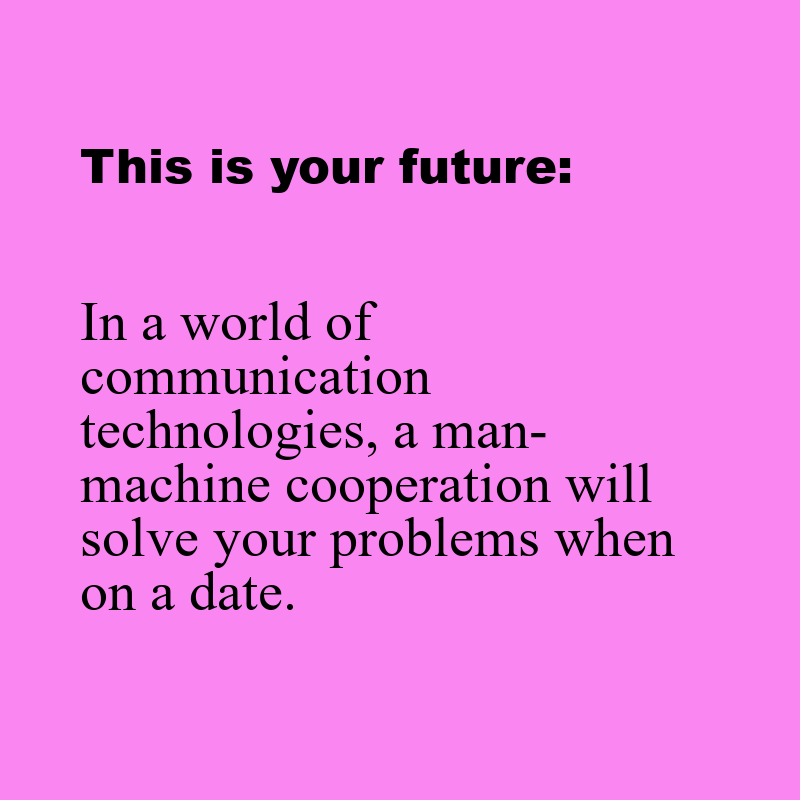 This is your future:
In a world of
communication
technologies, a man-
machine cooperation will
solve your problems when
on a date.